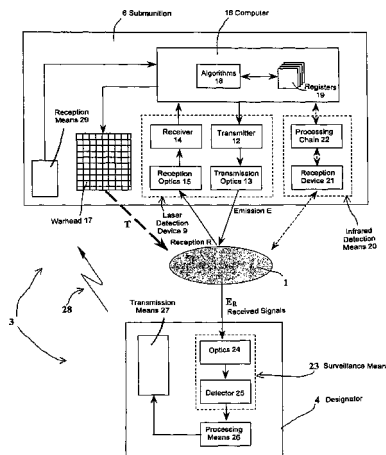 6 Submunition
16 Computer
Algorithms
18
Registers
19
Reception
Means 29
Receiver
14
Transmitter
12
Processing
Chain 22
Reception
Optics 15
Transmission
Optics 13
Reception
Device 21
Warhead 17
T
Laser
Detection
Device 9
Emission E
Infrared
Detection
Means 20
Reception R
1
3
28
Transmission
Means 27
E_R
Received Signals
Optics 24
23 Surveillance Mean
Detector 25
4 Designator
Processing
Means 26